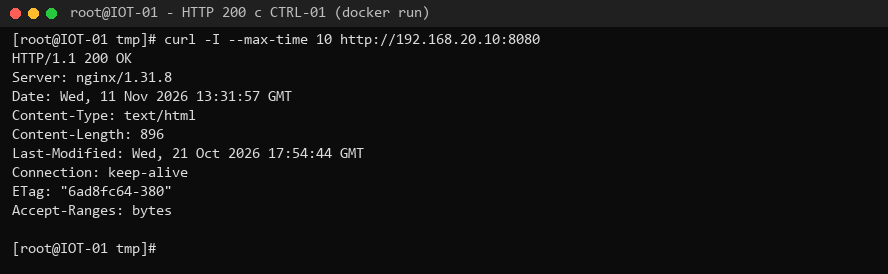 root@IOT-01 - HTTP 200 с CTRL-01 (docker run)
[root@IOT-01 tmp]# curl -I --max-time 10 http://192.168.20.10:8080
HTTP/1.1 200 OK
Server: nginx/1.31.8
Date: Wed, 11 Nov 2026 13:31:57 GMT
Content-Type: text/html
Content-Length: 896
Last-Modified: Wed, 21 Oct 2026 17:54:44 GMT
Connection: keep-alive
ETag: "6ad8fc64-380"
Accept-Ranges: bytes
[root@IOT-01 tmp]#